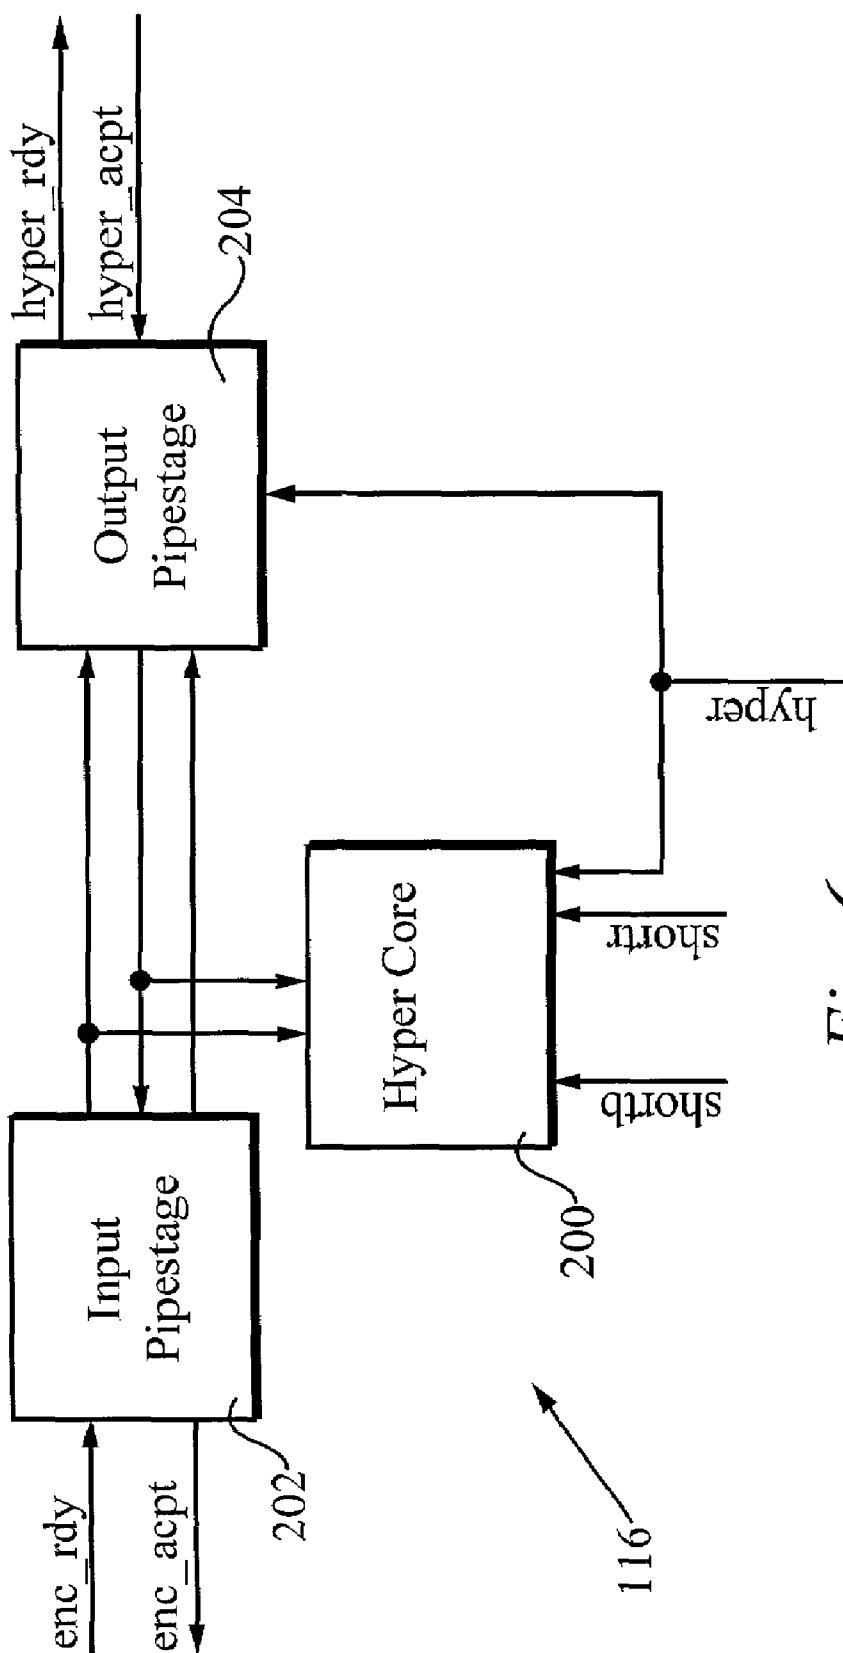 enc_rdy
enc_acpt
202
Input
Pipestage
Output
Pipestage
204
hyper_rdy
hyper_acpt
Hyper Core
200
shortb
shortr
hyper
116